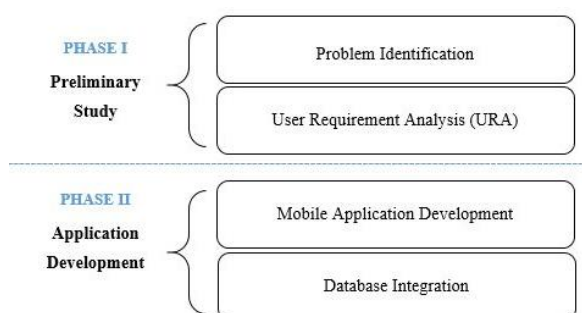 PHASE I
Preliminary
Study
Problem Identification
User Requirement Analysis (URA)
PHASE II
Application
Development
Mobile Application Development
Database Integration